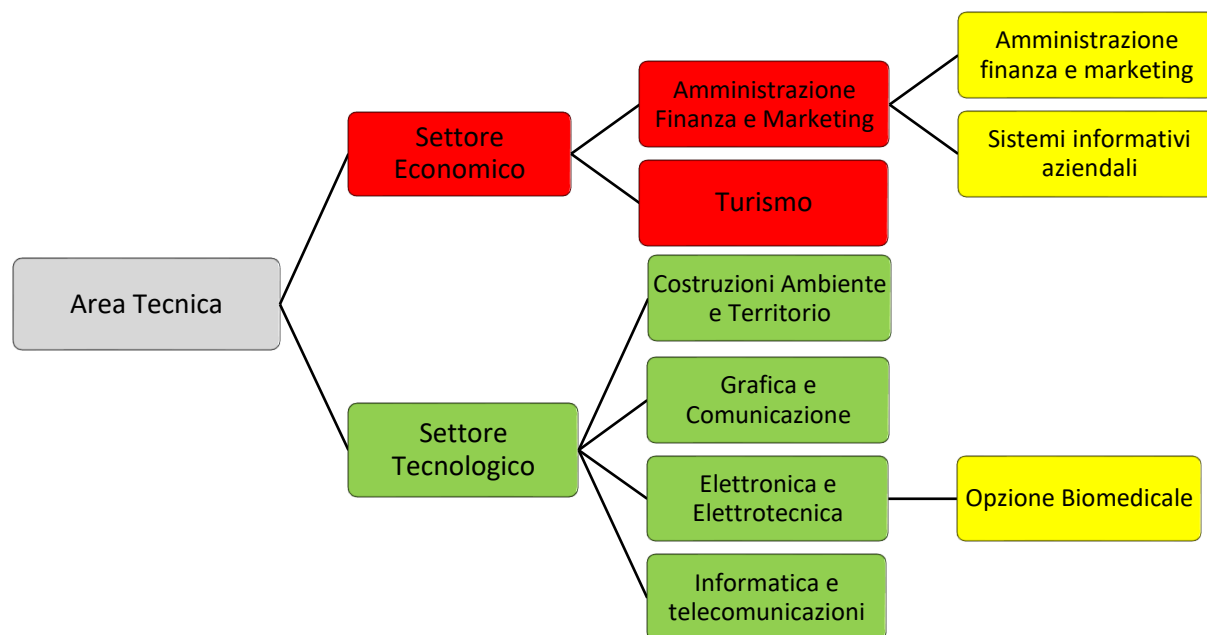 Area Tecnica
Settore
Economico
Amministrazione
Finanza e Marketing
Amministrazione
finanza e marketing
Sistemi informativi
aziendali
Turismo
Settore
Tecnologico
Costruzioni Ambiente
e Territorio
Grafica e
Comunicazione
Elettronica e
Elettrotecnica
Opzione Biomedicale
Informatica e
telecomunicazioni